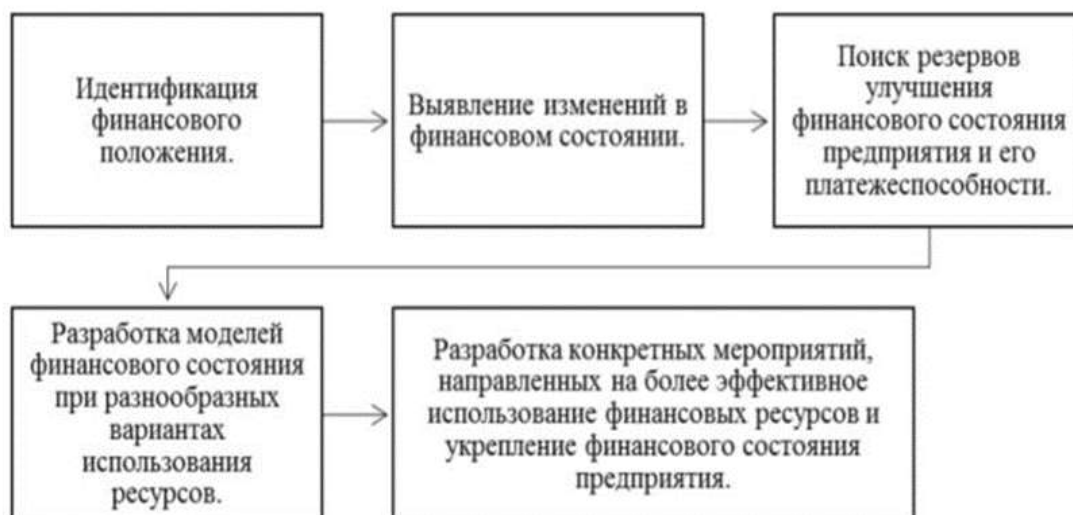 Идентификация
финансового
положения.
Выявление изменений в
финансовом состоянии.
Поиск резервов
улучшения
финансового состояния
предприятия и его
платежеспособности.
Разработка моделей
финансового состояния
при разнообразных
вариантах
использования
ресурсов.
Разработка конкретных мероприятий,
направленных на более эффективное
использование финансовых ресурсов и
укрепление финансового состояния
предприятия.